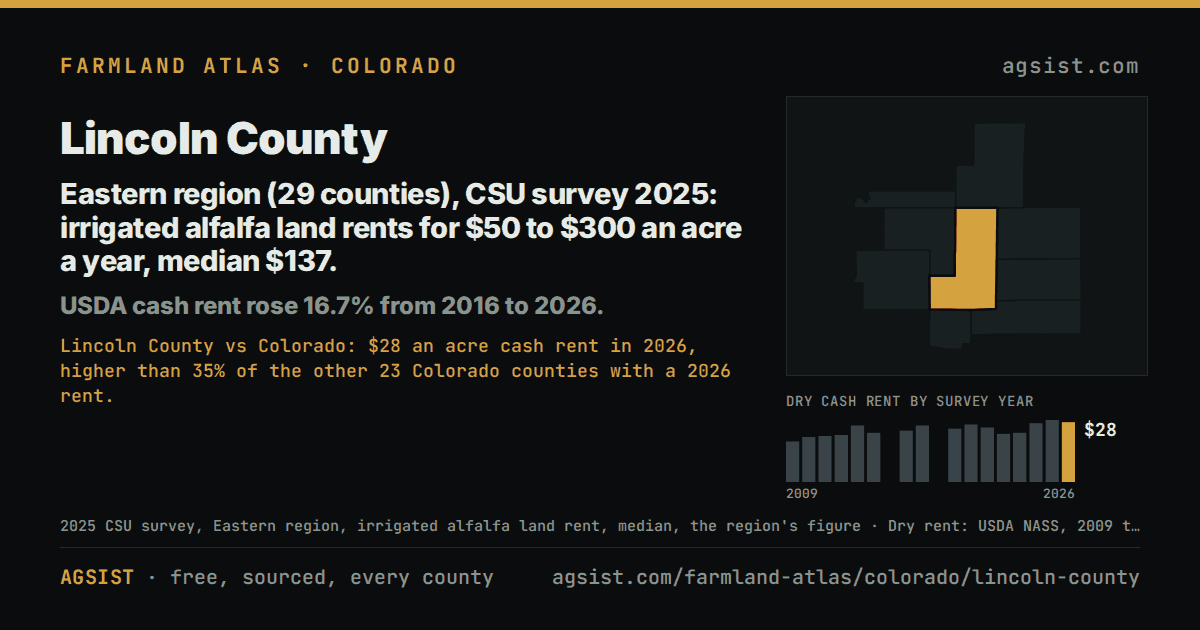 FARMLAND ATLAS · COLORADO
agsist.com
Lincoln County
Eastern region (29 counties), CSU survey 2025:
irrigated alfalfa land rents for $50 to $300 an acre
a year, median $137.
USDA cash rent rose 16.7% from 2016 to 2026.
Lincoln County vs Colorado: $28 an acre cash rent in 2026,
higher than 35% of the other 23 Colorado counties with a 2026
rent.
DRY CASH RENT BY SURVEY YEAR
$28
2009
2026
2025 CSU survey, Eastern region, irrigated alfalfa land rent, median, the region's figure · Dry rent: USDA NASS, 2009 t…
AGSIST · free, sourced, every county
agsist.com/farmland-atlas/colorado/lincoln-county